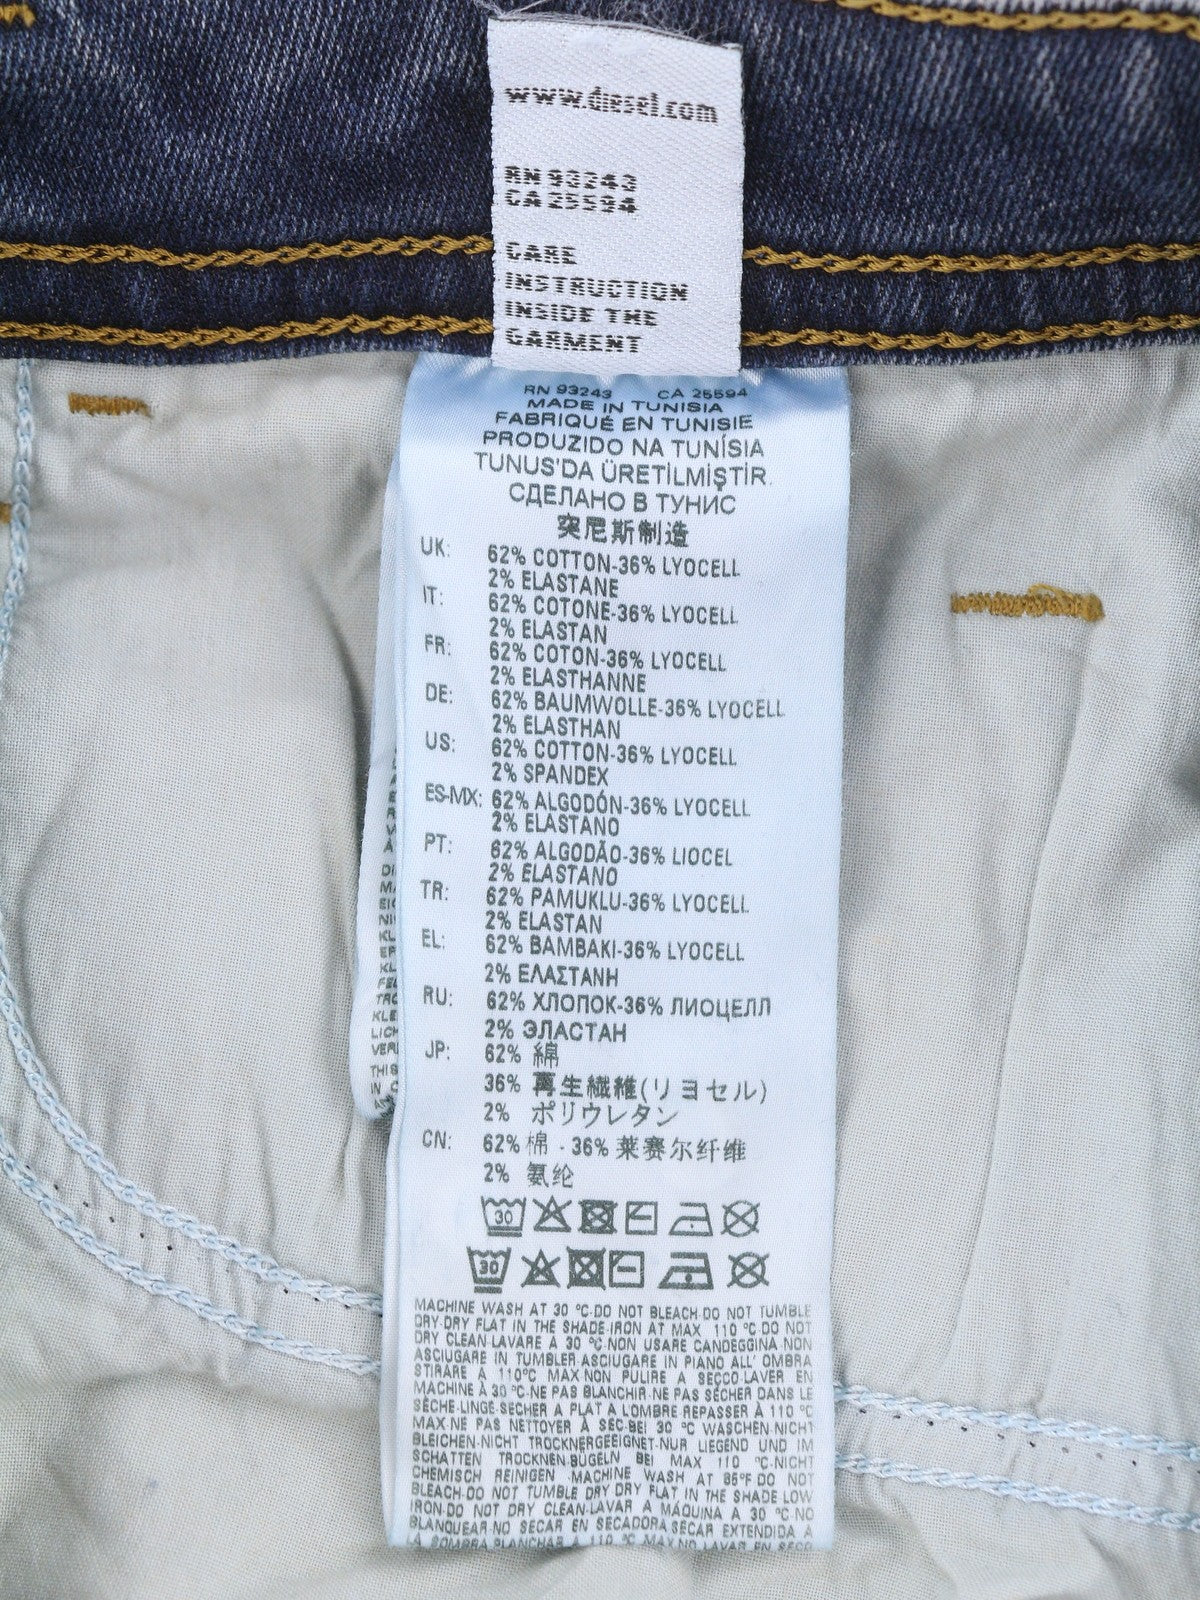 www.diesel.com
RN 93243
CA 25594
CARE
INSTRUCTION
INSIDE THE
GARMENT
RN 93243 CA 25594
MADE IN TUNISIA
FABRIQUÉ EN TUNISIE
PRODUZIDO NA TUNÍSIA
TUNUS'DA ÜRETİLMİŞTİR.
СДЕЛАНО В ТУНИС
突尼斯制造
UK: 62% COTTON-36% LYOCELL
2% ELASTANE
IT: 62% COTONE-36% LYOCELL
2% ELASTAN
FR: 62% COTON-36% LYOCELL
2% ELASTHANNE
DE: 62% BAUMWOLLE-36% LYOCELL
2% ELASTHAN
US: 62% COTTON-36% LYOCELL
2% SPANDEX
ES-MX: 62% ALGODÓN-36% LYOCELL
2% ELASTANO
PT: 62% ALGODÃO-36% LIOCEL
2% ELASTANO
TR: 62% PAMUKLU-36% LYOCELL
2% ELASTAN
EL: 62% BAMBAKI-36% LYOCELL
2% ΕΛΑΣΤΑΝΗ
RU: 62% ХЛОПОК-36% ЛИОЦЕЛЛ
2% ЭЛАСТАН
JP: 62% 綿
36% 再生繊維(リヨセル)
2% ポリウレタン
CN: 62% 棉 - 36% 莱赛尔纤维
2% 氨纶
30
30
MACHINE WASH AT 30 °C-DO NOT BLEACH-DO NOT TUMBLE
DRY-DRY FLAT IN THE SHADE-IRON AT MAX 110 °C-DO NOT
DRY CLEAN-LAVARE A 30 °C-NON USARE CANDEGGINA-NON
ASCIUGARE IN TUMBLER-ASCIUGARE IN PIANO ALL' OMBRA
STIRARE A 110°C MAX-NON PULIRE A SECCO-LAVER EN
MACHINE À 30 °C-NE PAS BLANCHIR-NE PAS SÉCHER DANS LE
SÈCHE-LINGE-SÉCHER A PLAT A L'OMBRE-REPASSER À 110 °C
MAX-NE PAS NETTOYER À SEC-BEI 30 °C WASCHEN-NICHT
BLEICHEN-NICHT TROCKNERGEEIGNET-NUR LIEGEND UND IM
SCHATTEN TROCKNEN-BÜGELN BEI MAX 110 °C-NICHT
CHEMISCH REINIGEN MACHINE WASH AT 85°F-DO NOT
BLEACH-DO NOT TUMBLE DRY-DRY FLAT IN THE SHADE-LOW
IRON-DO NOT DRY CLEAN-LAVAR A MÁQUINA A 30 °C-NO
BLANQUEAR-NO SECAR EN SECADORA-SECAR EXTENDIDA A
LA SOMBRA-PLANCHAR A 110 °C MAX-NO LAVAR EN SECO